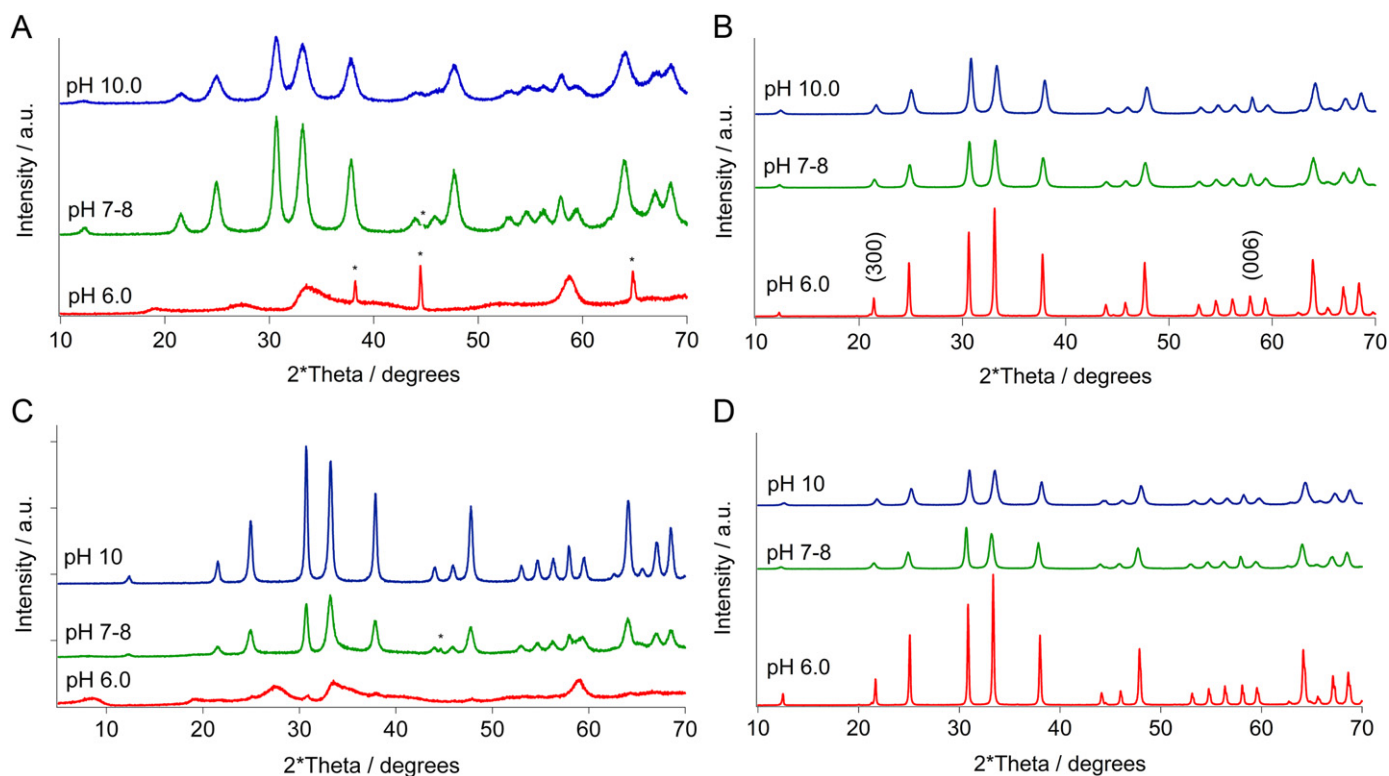 A
Intensity / a.u.
pH 10.0
pH 7-8
*
*
*
*
pH 6.0
10 20 30 40 50 60 70
2*Theta / degrees
B
Intensity / a.u.
pH 10.0
pH 7-8
(300)
(006)
pH 6.0
10 20 30 40 50 60 70
2*Theta / degrees
C
Intensity / a.u.
pH 10
pH 7-8
*
pH 6.0
10 20 30 40 50 60 70
2*Theta / degrees
D
Intensity / a.u.
pH 10
pH 7-8
pH 6.0
10 20 30 40 50 60 70
2*Theta / degrees